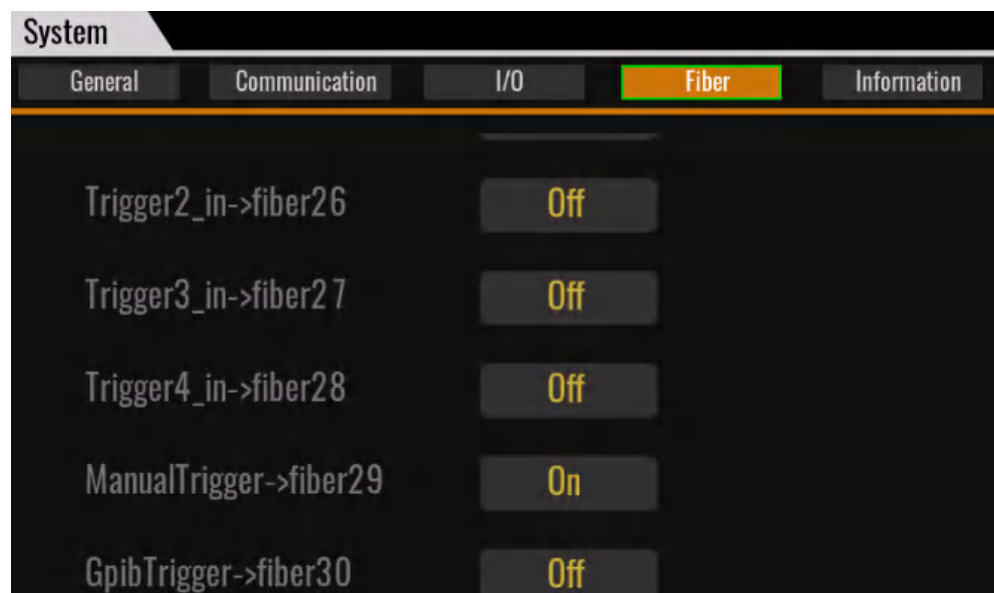 System
General Communication I/O Fiber Information
Trigger2_in->fiber26 Off
Trigger3_in->fiber27 Off
Trigger4_in->fiber28 Off
ManualTrigger->fiber29 On
GpibTrigger->fiber30 Off